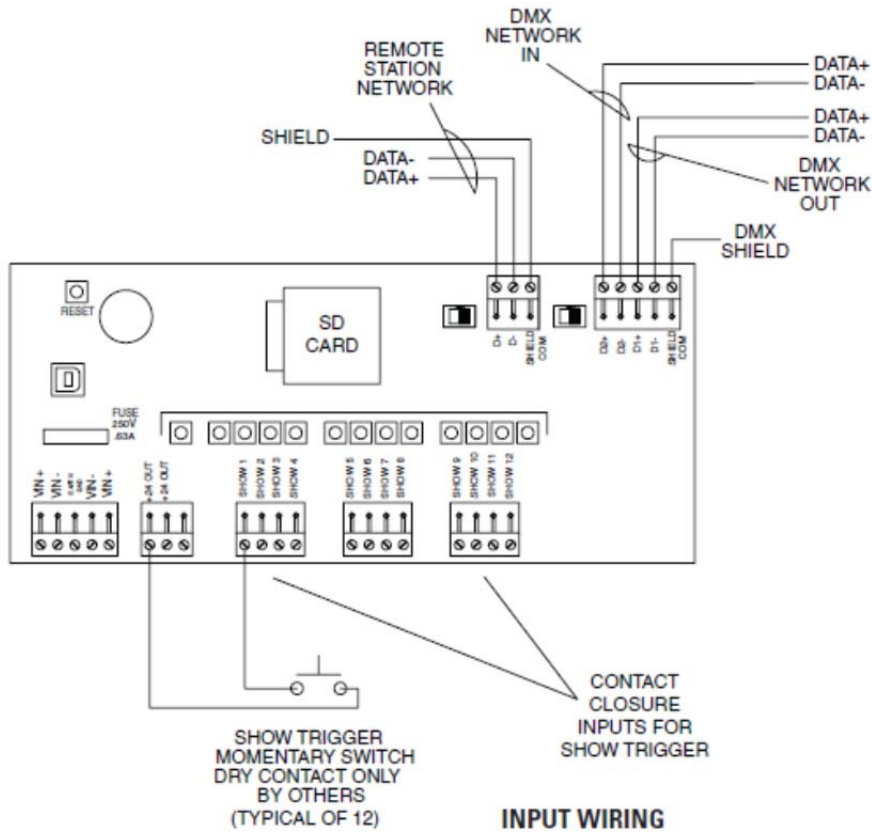 DMX
NETWORK
IN
REMOTE
STATION
NETWORK
DATA+
DATA-
DATA+
DATA-
SHIELD
DATA-
DATA+
DMX
NETWORK
OUT
DMX
SHIELD
RESET
SD
CARD
D+
D-
SHIELD
COM
D2+
D2-
D1+
D1-
SHIELD
COM
FUSE
250V
.63A
VIN+
VIN-
EARTH
GND
VIN-
VIN+
+24 OUT
+24 OUT
SHOW 1
SHOW 2
SHOW 3
SHOW 4
SHOW 5
SHOW 6
SHOW 7
SHOW 8
SHOW 9
SHOW 10
SHOW 11
SHOW 12
CONTACT
CLOSURE
INPUTS FOR
SHOW TRIGGER
SHOW TRIGGER
MOMENTARY SWITCH
DRY CONTACT ONLY
BY OTHERS
(TYPICAL OF 12)
INPUT WIRING